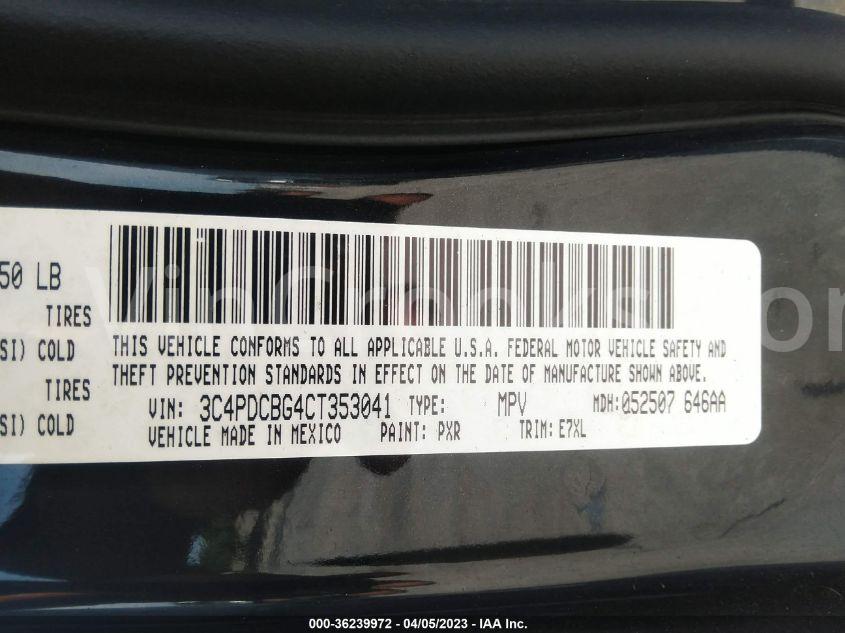 50 LB
TIRES
SI) COLD
TIRES
SI) COLD
THIS VEHICLE CONFORMS TO ALL APPLICABLE U.S.A. FEDERAL MOTOR VEHICLE SAFETY AND
THEFT PREVENTION STANDARDS IN EFFECT ON THE DATE OF MANUFACTURE SHOWN ABOVE.
VIN: 3C4PDCBG4CT353041 TYPE: MPV MDH: 052507 646AA
VEHICLE MADE IN MEXICO PAINT: PXR TRIM: E7XL
000-36239972 - 04/05/2023 - IAA Inc.